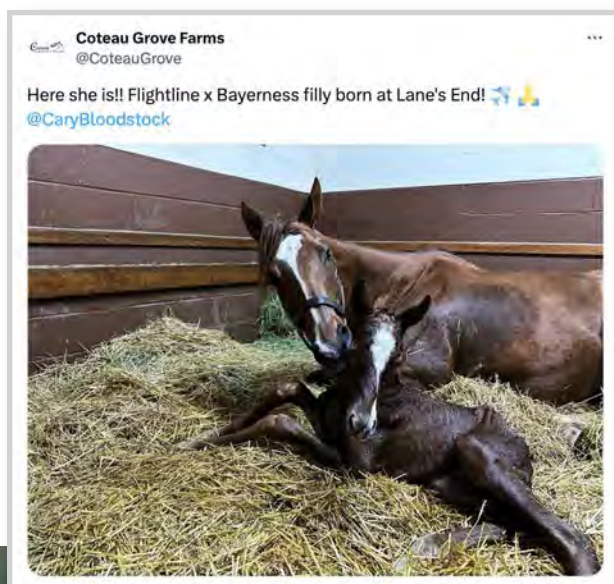 Coteau Grove Farms
@CoteauGrove
Here she is!! Flightline x Bayerness filly born at Lane's End! ✈️ 🙏
@CaryBloodstock